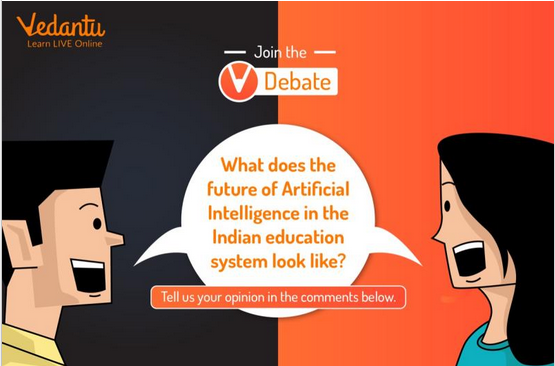 Vedantu
Learn LIVE Online
Join the
V Debate
What does the
future of Artificial
Intelligence in the
Indian education
system look like?
Tell us your opinion in the comments below.